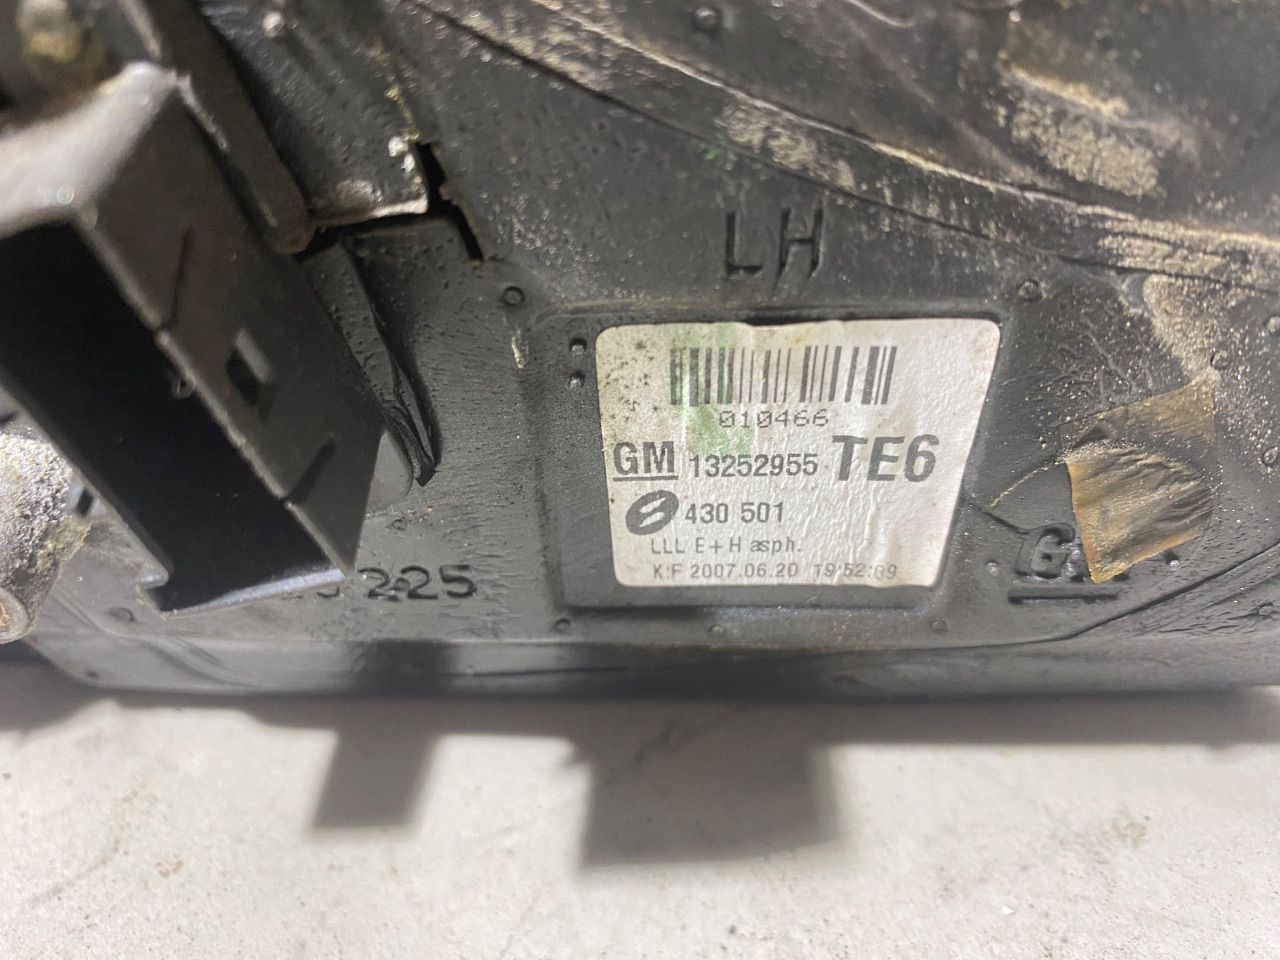 LH
010466
GM 13252955 TE6
430 501
LLL E+H asph.
K:F 2007.06.20 19:52:09
225